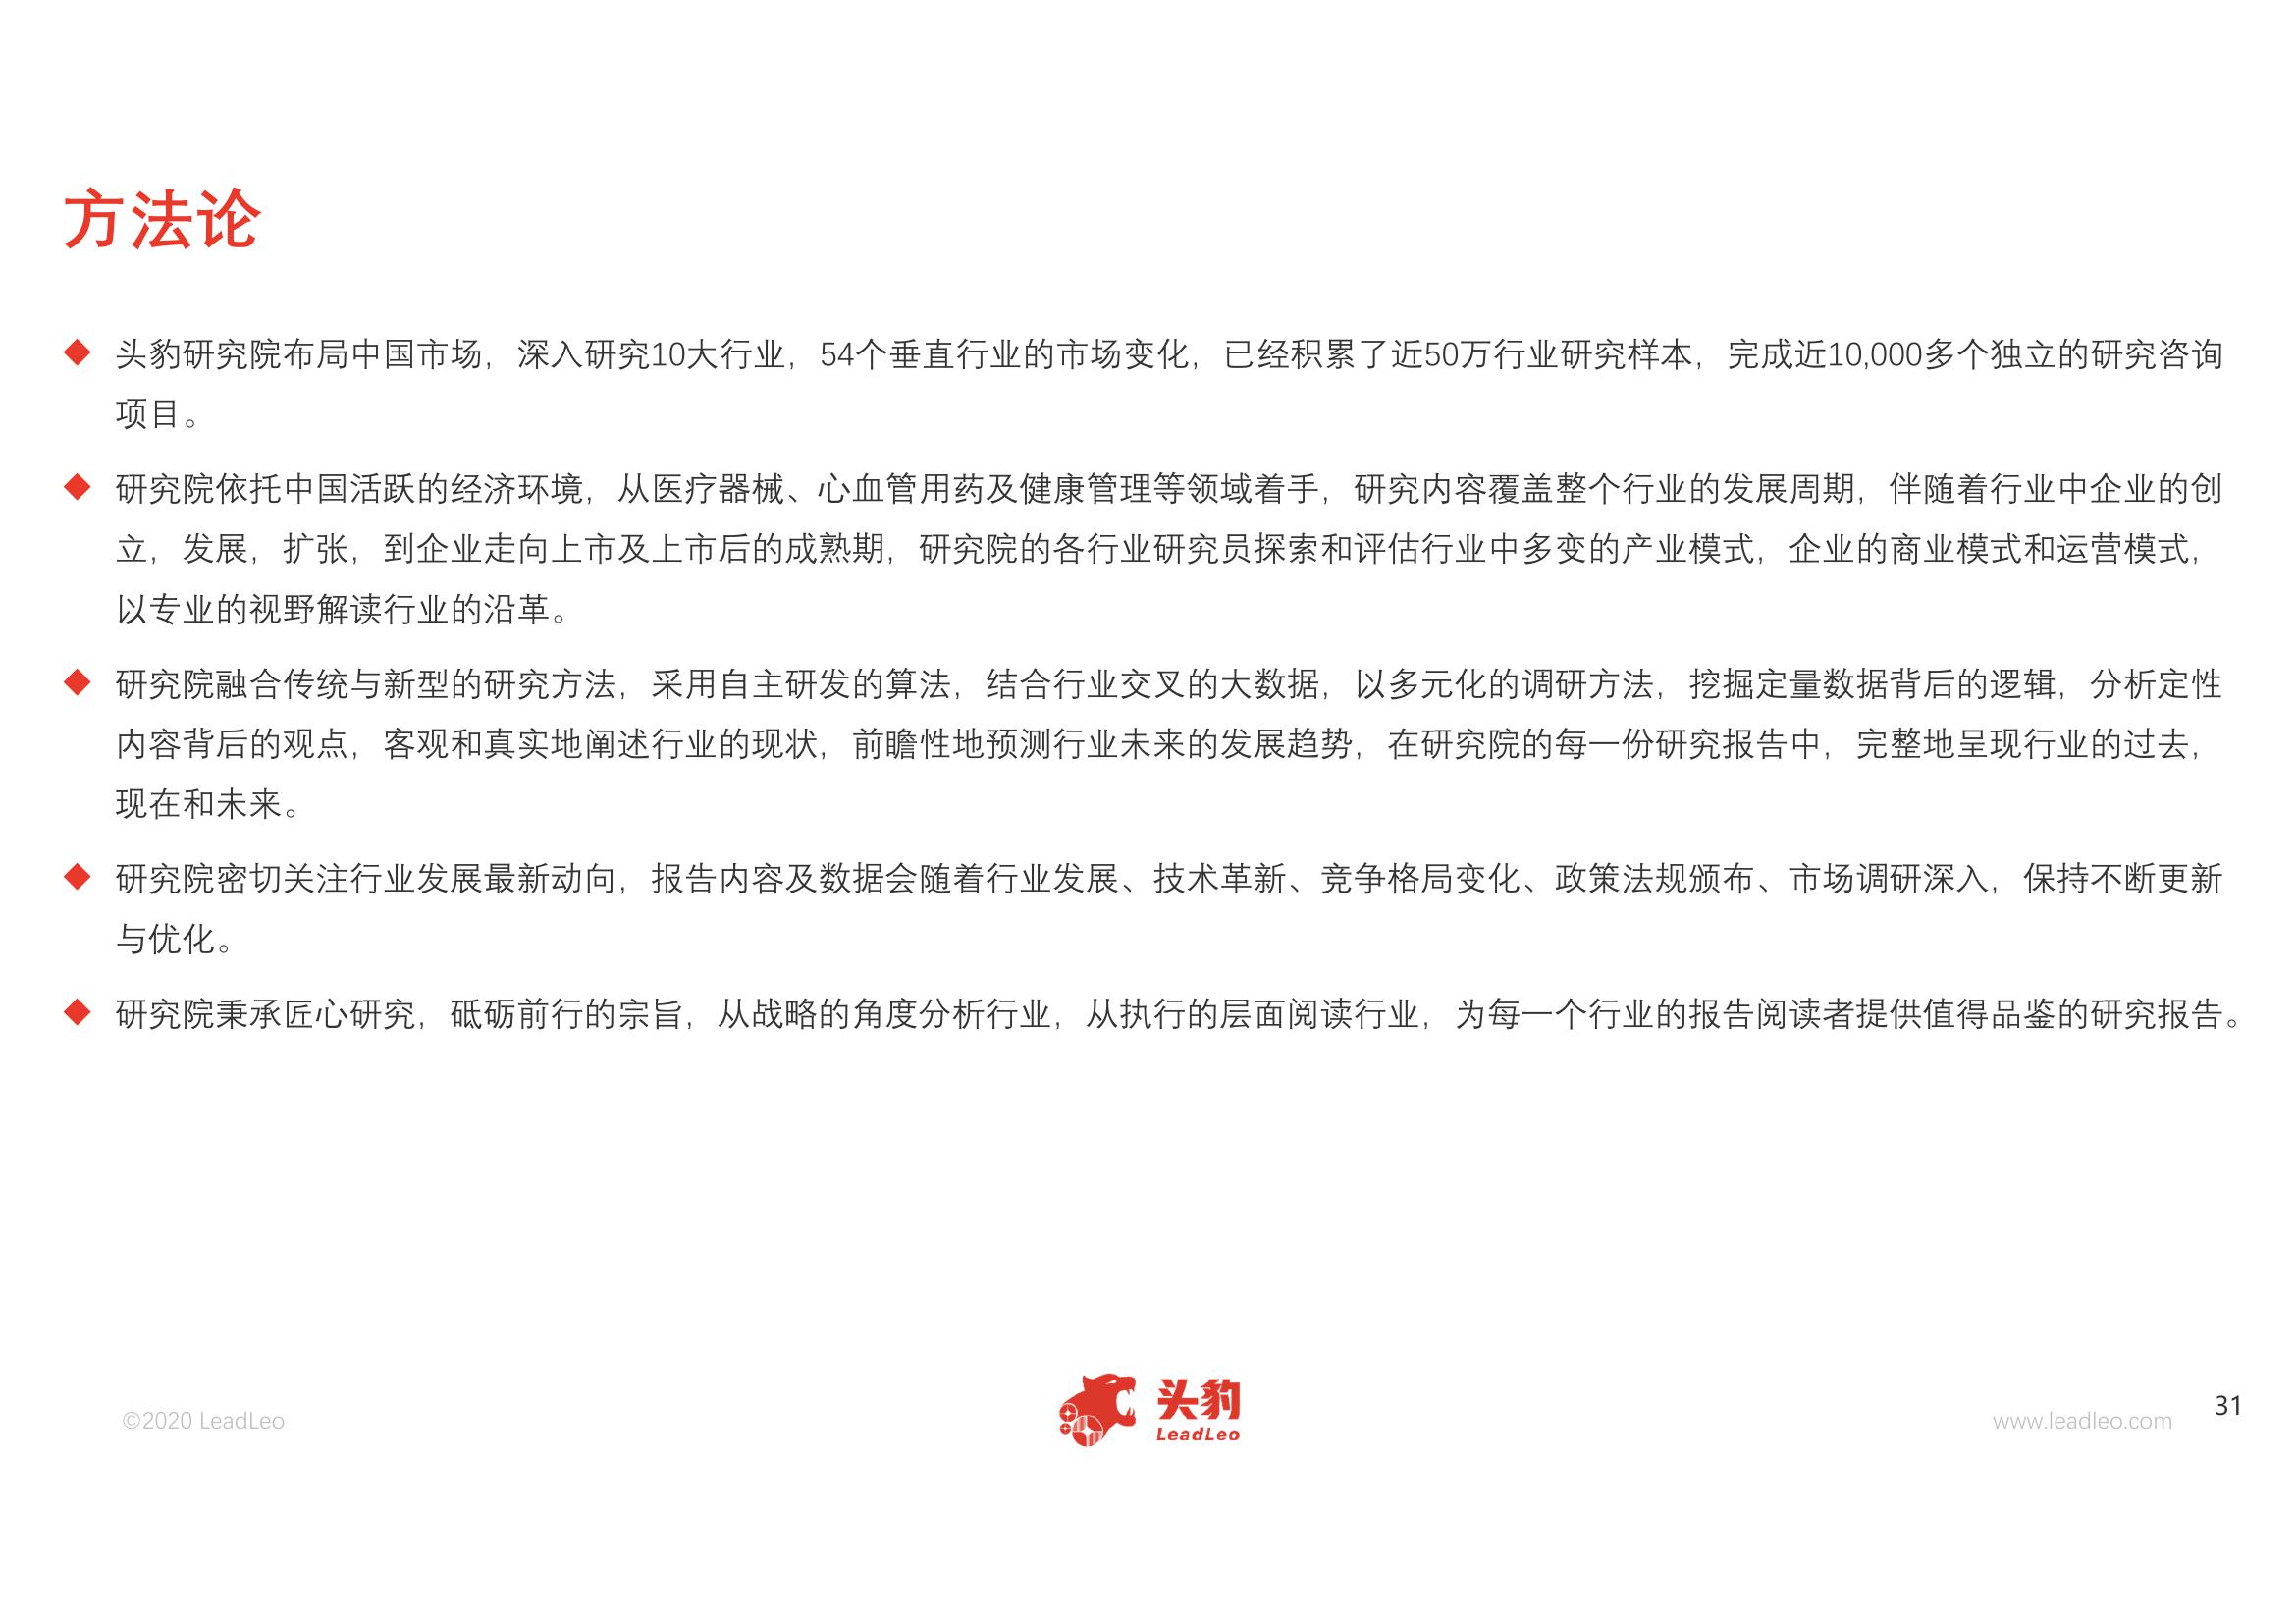 方法论
头豹研究院布局中国市场，深入研究10大行业，54个垂直行业的市场变化，已经积累了近50万行业研究样本，完成近10,000多个独立的研究咨询
项目。
研究院依托中国活跃的经济环境，从医疗器械、心血管用药及健康管理等领域着手，研究内容覆盖整个行业的发展周期，伴随着行业中企业的创
立，发展，扩张，到企业走向上市及上市后的成熟期，研究院的各行业研究员探索和评估行业中多变的产业模式，企业的商业模式和运营模式，
以专业的视野解读行业的沿革。
研究院融合传统与新型的研究方法，采用自主研发的算法，结合行业交叉的大数据，以多元化的调研方法，挖掘定量数据背后的逻辑，分析定性
内容背后的观点，客观和真实地阐述行业的现状，前瞻性地预测行业未来的发展趋势，在研究院的每一份研究报告中，完整地呈现行业的过去，
现在和未来。
研究院密切关注行业发展最新动向，报告内容及数据会随着行业发展、技术革新、竞争格局变化、政策法规颁布、市场调研深入，保持不断更新
与优化。
研究院秉承匠心研究，砥砺前行的宗旨，从战略的角度分析行业，从执行的层面阅读行业，为每一个行业的报告阅读者提供值得品鉴的研究报告。
©2020 LeadLeo
头豹
LeadLeo
www.leadleo.com
31